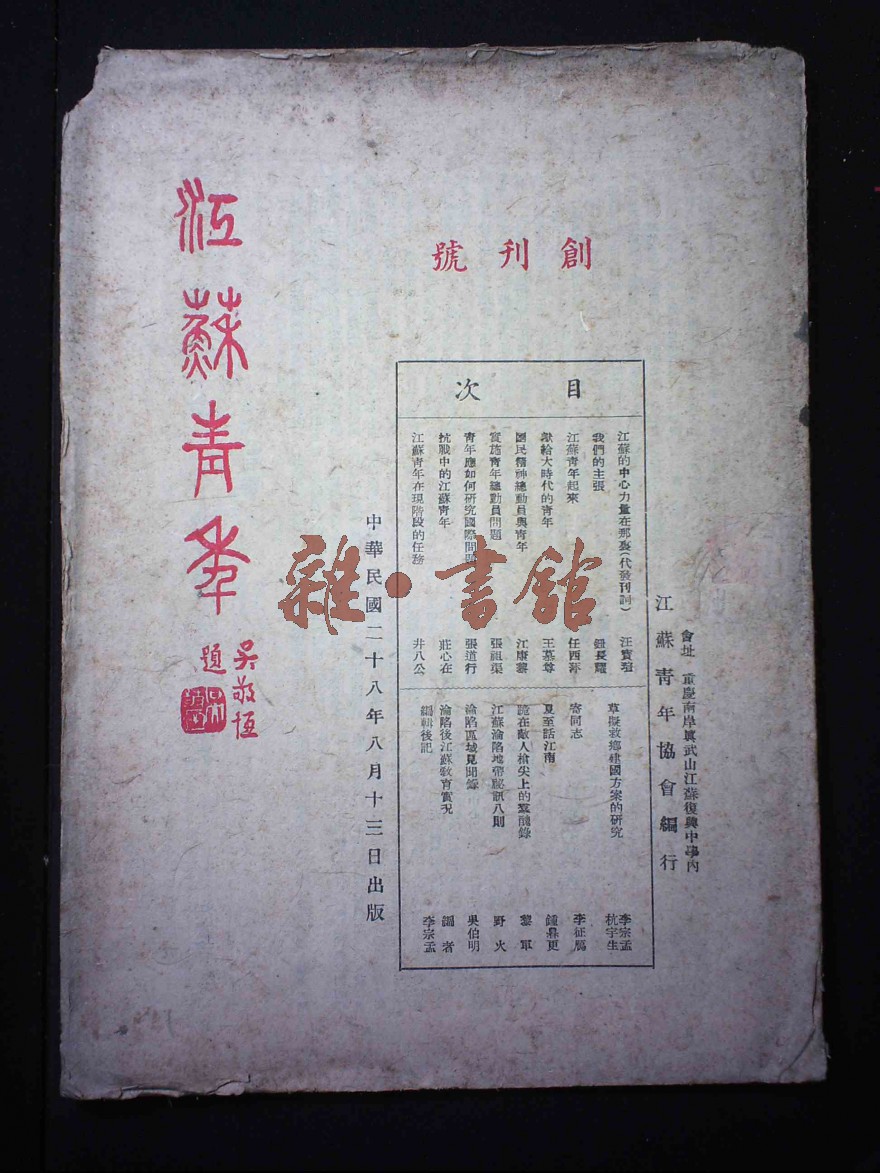 江蘇青年
吳敬恆
題
創刊號
目次
江蘇的中心力量在那裏(代發刊詞) 汪寶瑄
我們的主張 鈕長耀
江蘇青年起來 任西萍
獻給大時代的青年 王慕尊
國民精神總動員與青年 江康黎
實施青年總動員問題 張祖渠
青年應如何研究國際問題 張道行
抗戰中的江蘇青年 莊心在
江蘇青年在現階段的任務 井八公
草擬救鄉建國方案的研究 李宗孟 杭宇生
寄同志 李征鴈
夏至話江南 鍾鼎更
跪在敵人槍尖上的羣醜錄 黎軍
江蘇淪陷地帶秘訊八則 野火
淪陷區域見聞錄 吳伯明
淪陷後江蘇敎育實況 編者
編輯後記 李宗孟
會址 重慶南岸眞武山江蘇復興中學內
江蘇靑年協會編行
中華民國二十八年八月十三日出版
雜·書館